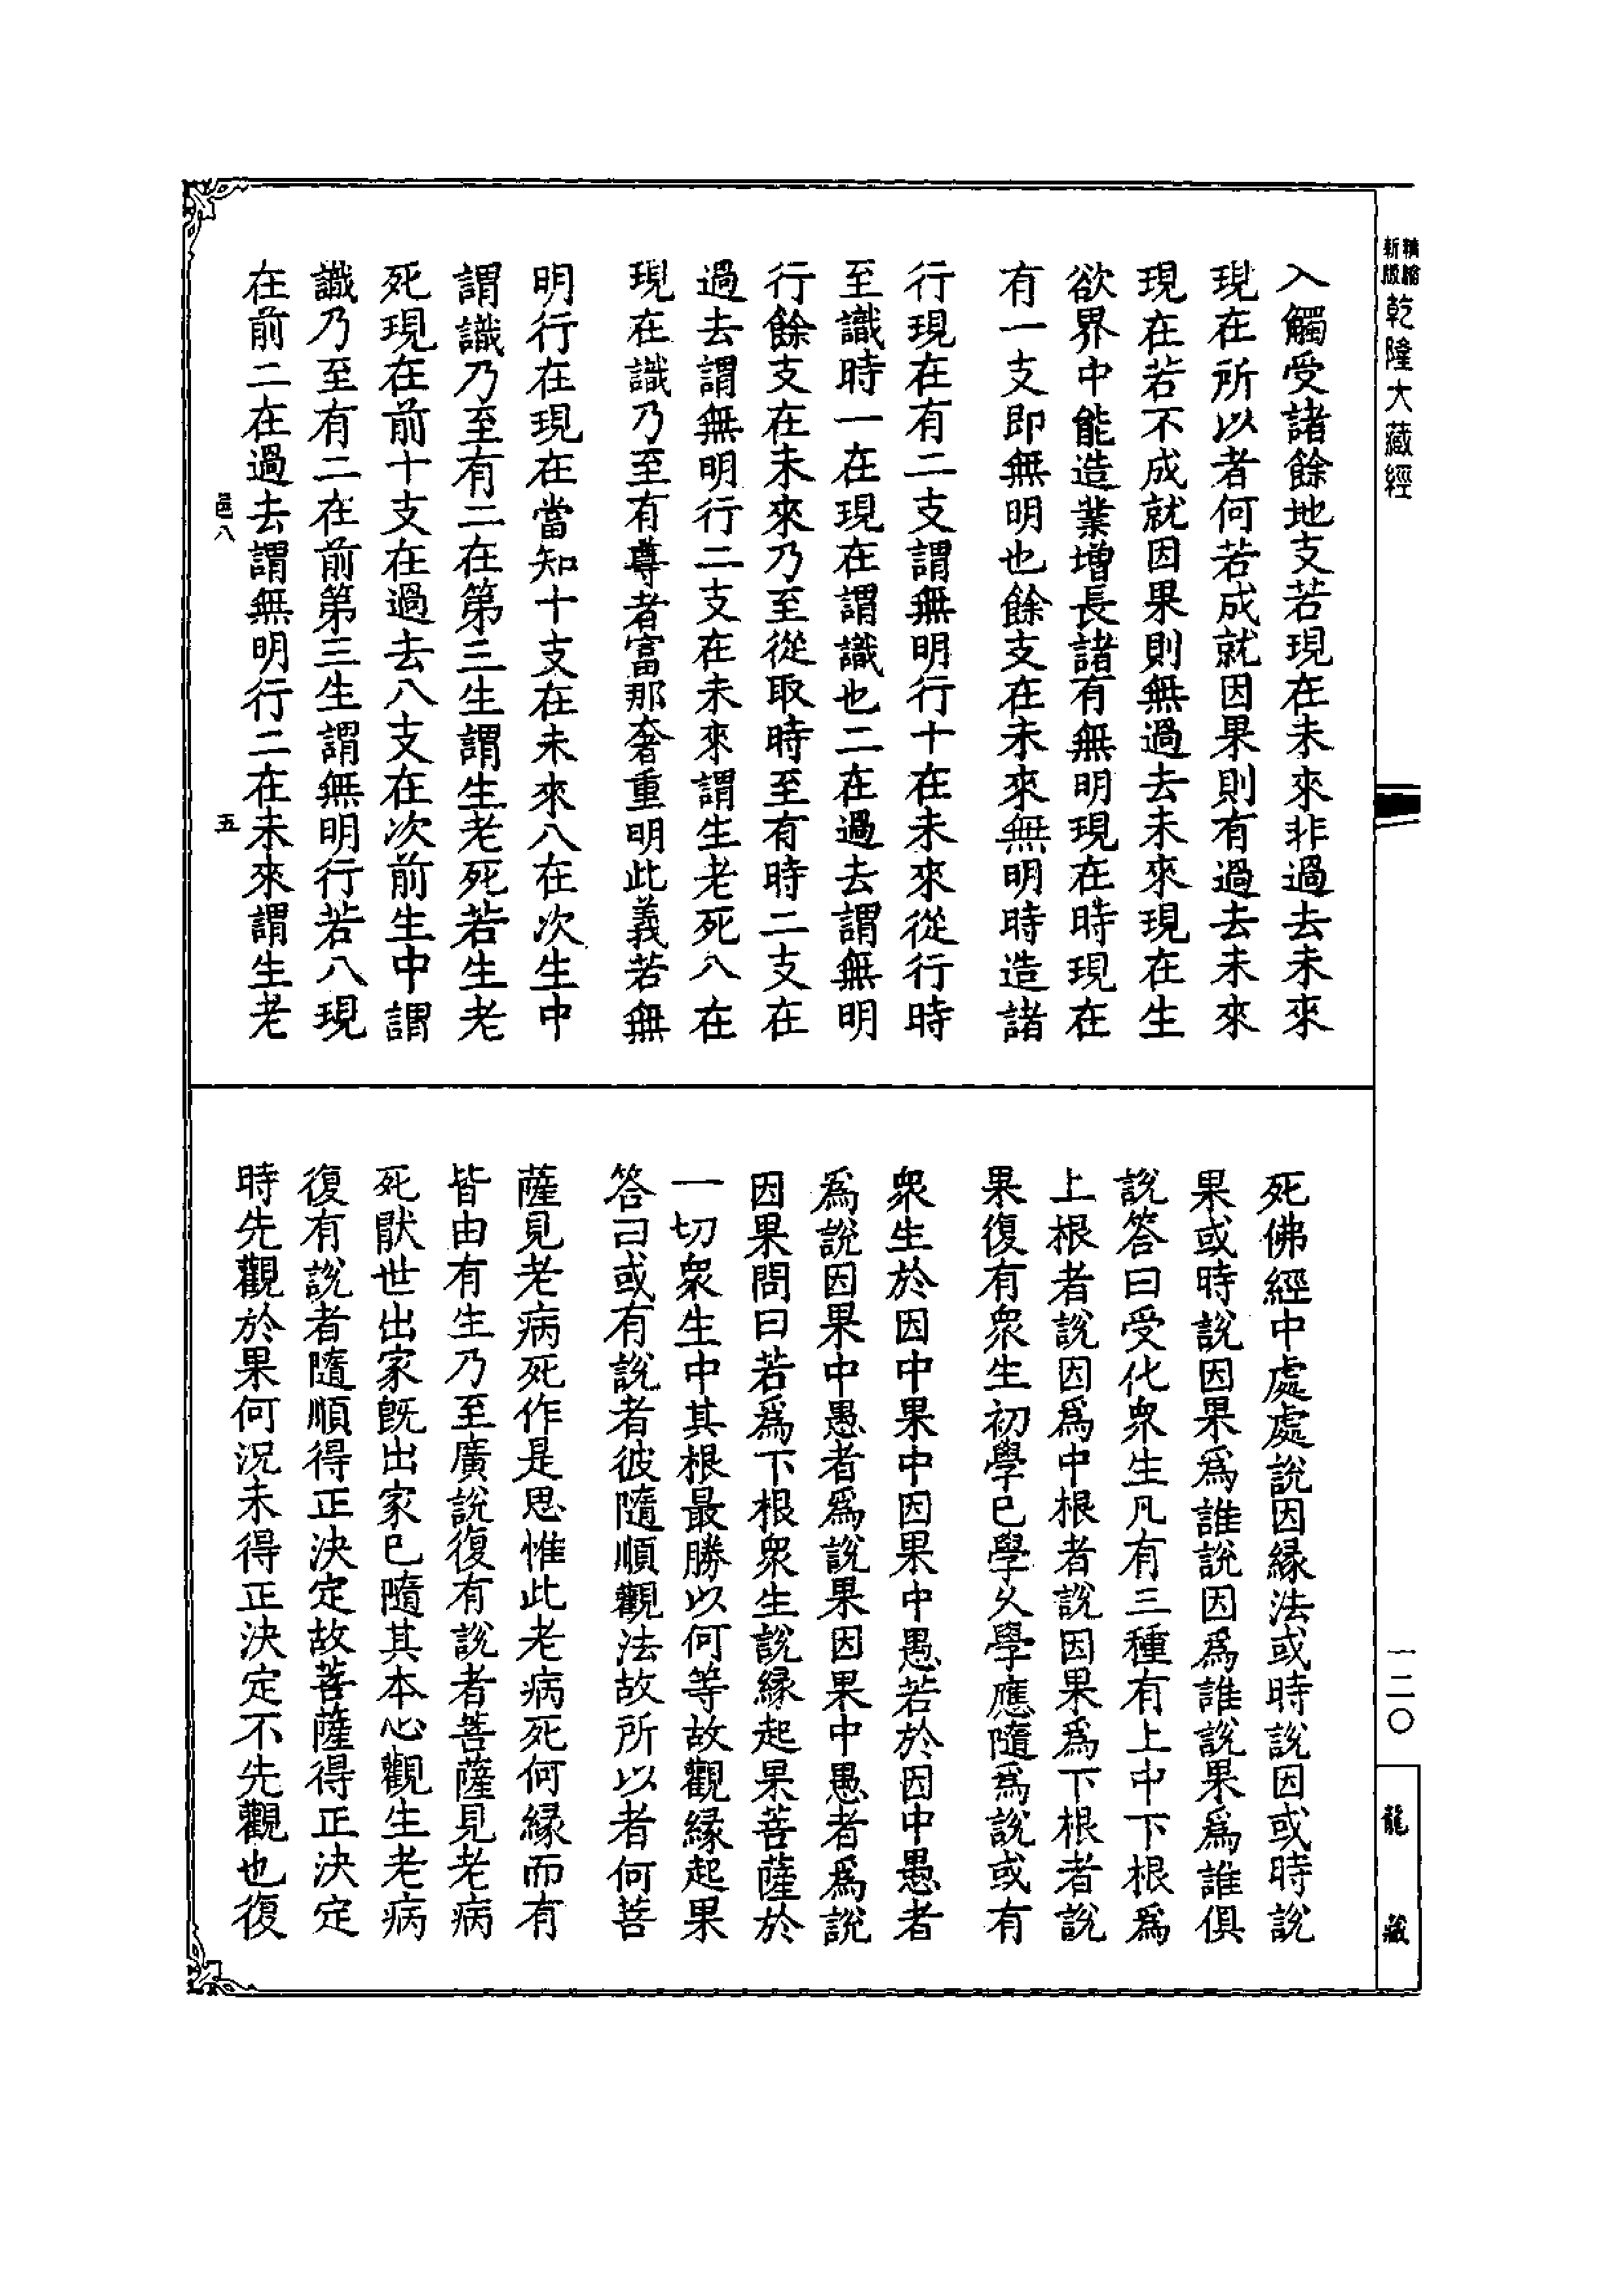 新版精縮乾隆大藏經
入觸受諸餘地支若現在未來非過去未來
現在所以者何若成就因果則有過去未來
現在若不成就因果則無過去未來現在生
欲界中能造業增長諸有無明現在時現在
有一支即無明也餘支在未來無明時造諸
行現在有二支謂無明行十在未來從行時
至識時一在現在謂識也二在過去謂無明
行餘支在未來乃至從取時至有時二支在
過去謂無明行二支在未來謂生老死八在
現在識乃至有尊者富那奢重明此義若無
明行在現在當知十支在未來八在次生中
謂識乃至有二在第三生謂生老死若生老
死現在前十支在過去八支在次前生中謂
識乃至有二在前第三生謂無明行若八現
在前二在過去謂無明行二在未來謂生老
邑八
五
死佛經中處處說因緣法或時說因或時說
果或時說因果爲誰說因爲誰說果爲誰俱
說答曰受化衆生凡有三種有上中下根爲
上根者說因爲中根者說因果爲下根者說
果復有衆生初學已學久學應隨爲說或有
衆生於因中果中因果中愚若於因中愚者
爲說因果中愚者爲說果因果中愚者爲說
因果問曰若爲下根衆生說緣起果菩薩於
一切衆生中其根最勝以何等故觀緣起果
答曰或有說者彼隨順觀法故所以者何菩
薩見老病死作是思惟此老病死何緣而有
皆由有生乃至廣說復有說者菩薩見老病
死厭世出家旣出家已隨其本心觀生老病
復有說者隨順得正決定故菩薩得正決定
時先觀於果何況未得正決定不先觀也復
一二〇
龍藏